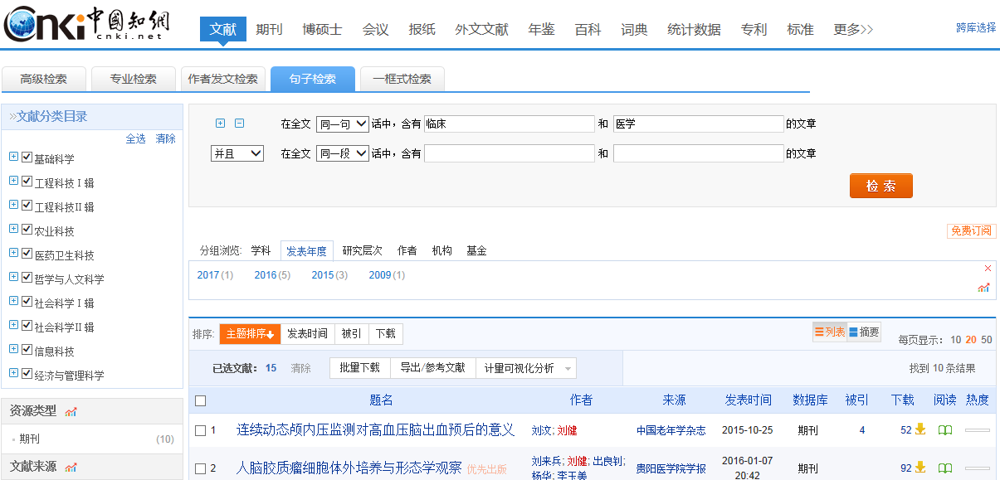 Cnki 中國知網
cnki.net
文献 期刊 博硕士 会议 报纸 外文文献 年鉴 百科 词典 统计数据 专利 标准 更多>> 跨库选择
高级检索 专业检索 作者发文检索 句子检索 一框式检索
»文献分类目录
全选 清除
基础科学
工程科技Ⅰ辑
工程科技Ⅱ辑
农业科技
医药卫生科技
哲学与人文科学
社会科学Ⅰ辑
社会科学Ⅱ辑
信息科技
经济与管理科学
资源类型
期刊 (10)
文献来源
在全文 同一句 话中，含有 临床 和 医学 的文章
并且 在全文 同一段 话中，含有 和 的文章
检 索
免费订阅
分组浏览: 学科 发表年度 研究层次 作者 机构 基金
2017(1) 2016(5) 2015(3) 2009(1)
排序: 主题排序 发表时间 被引 下载 列表 摘要 每页显示: 10 20 50
已选文献: 15 清除 批量下载 导出/参考文献 计量可视化分析 找到 10 条结果
题名 作者 来源 发表时间 数据库 被引 下载 阅读 热度
1 连续动态颅内压监测对高血压脑出血预后的意义 刘汶; 刘健 中国老年学杂志 2015-10-25 期刊 4 52
2 人脑胶质瘤细胞体外培养与形态学观察 优先出版 刘来兵; 刘健; 出良钊; 杨华; 李玉美 贵阳医学院学报 2016-01-07 20:42 期刊 92